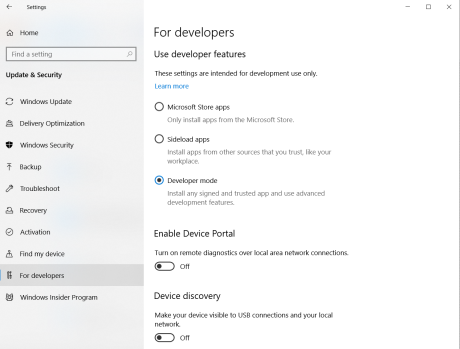 Settings
Home
Find a setting
Update & Security
Windows Update
Delivery Optimization
Windows Security
Backup
Troubleshoot
Recovery
Activation
Find my device
For developers
Windows Insider Program
For developers
Use developer features
These settings are intended for development use only.
Learn more
Microsoft Store apps
Only install apps from the Microsoft Store.
Sideload apps
Install apps from other sources that you trust, like your
workplace.
Developer mode
Install any signed and trusted app and use advanced
development features.
Enable Device Portal
Turn on remote diagnostics over local area network connections.
Off
Device discovery
Make your device visible to USB connections and your local
network.
Off